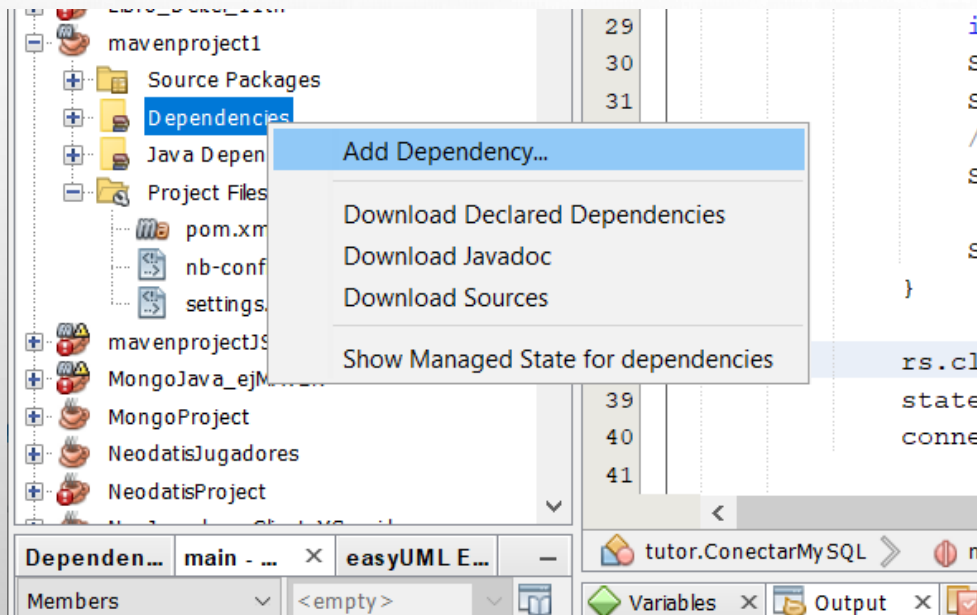 mavenproject1
Source Packages
Dependencies
Java Depen
Project Files
pom.xm
nb-conf
settings.
mavenprojectJS
MongoJava_ejMAVEN
MongoProject
NeodatisJugadores
NeodatisProject
Add Dependency...
Download Declared Dependencies
Download Javadoc
Download Sources
Show Managed State for dependencies
29
30
31
}
rs.cl
39 state
40 conne
41
Dependen... main - ... × easyUML E... –
Members <empty>
tutor.ConectarMySQL
Variables × Output ×